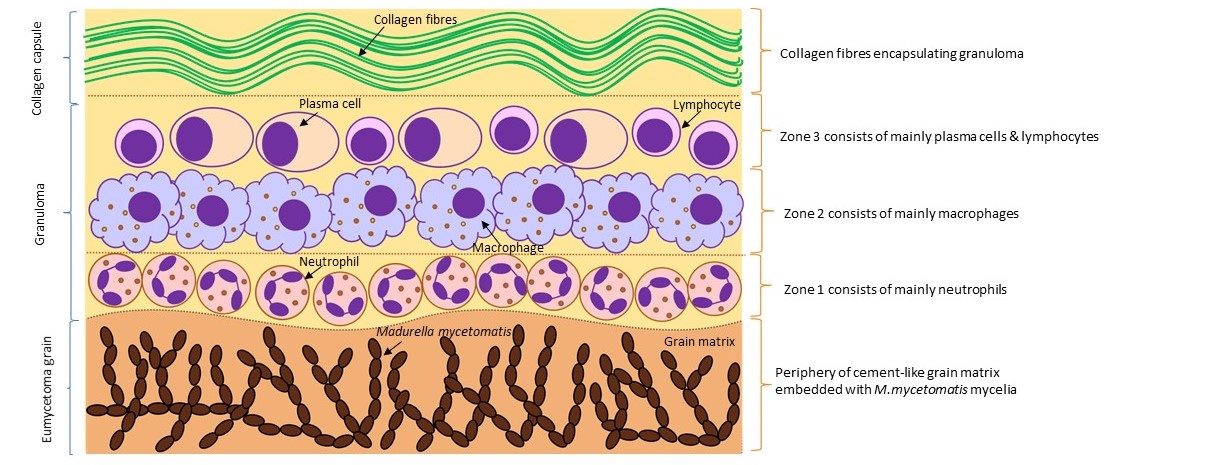 Collagen capsule
Collagen fibres
Collagen fibres encapsulating granuloma
Granuloma
Plasma cell
Lymphocyte
Zone 3 consists of mainly plasma cells & lymphocytes
Zone 2 consists of mainly macrophages
Macrophage
Neutrophil
Zone 1 consists of mainly neutrophils
Eumycetoma grain
Madurella mycetomatis
Grain matrix
Periphery of cement-like grain matrix
embedded with M.mycetomatis mycelia